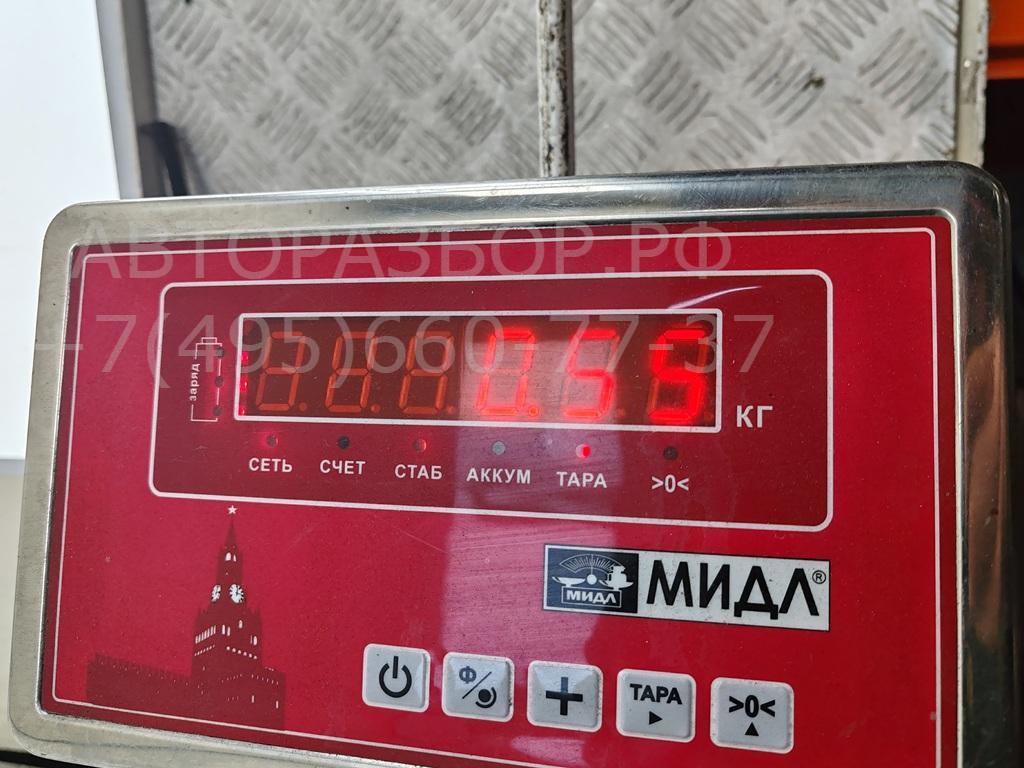 АВТОРАЗБОР.РФ
+7(495)660-77-37
заряд
0.55
КГ
СЕТЬ СЧЕТ СТАБ АККУМ ТАРА >0<
МИДЛ МИДЛ®
Ф
ТАРА >0<